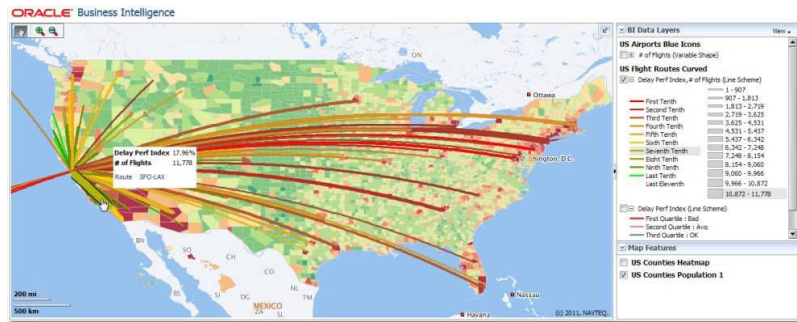 ORACLE Business Intelligence
BI Data Layers
View
US Airports Blue Icons
# of Flights (Variable Shape)
US Flight Routes Curved
Delay Perf Index, # of Flights (Line Scheme)
First Tenth
Second Tenth
Third Tenth
Fourth Tenth
Fifth Tenth
Sixth Tenth
Seventh Tenth
Eight Tenth
Ninth Tenth
Last Tenth
Last Eleventh
1 - 907
907 - 1,813
1,813 - 2,719
2,719 - 3,625
3,625 - 4,531
4,531 - 5,437
5,437 - 6,342
6,342 - 7,248
7,248 - 8,154
8,154 - 9,060
9,060 - 9,966
9,966 - 10,872
10,872 - 11,778
Delay Perf Index (Line Scheme)
First Quartile : Bad
Second Quartile : Avg
Third Quartile : OK
Map Features
US Counties Heatmap
US Counties Population 1
ON
Ottawa
hington, D.C.
Delay Perf Index 17.96%
# of Flights 11,778
Route SFO-LAX
BN
SO
CH
CO
BS
SI
DG
NL
TM
MEXICO
ZA
SL
Nassau
Havana
200 mi
500 km
(c) 2011, NAVTEQ